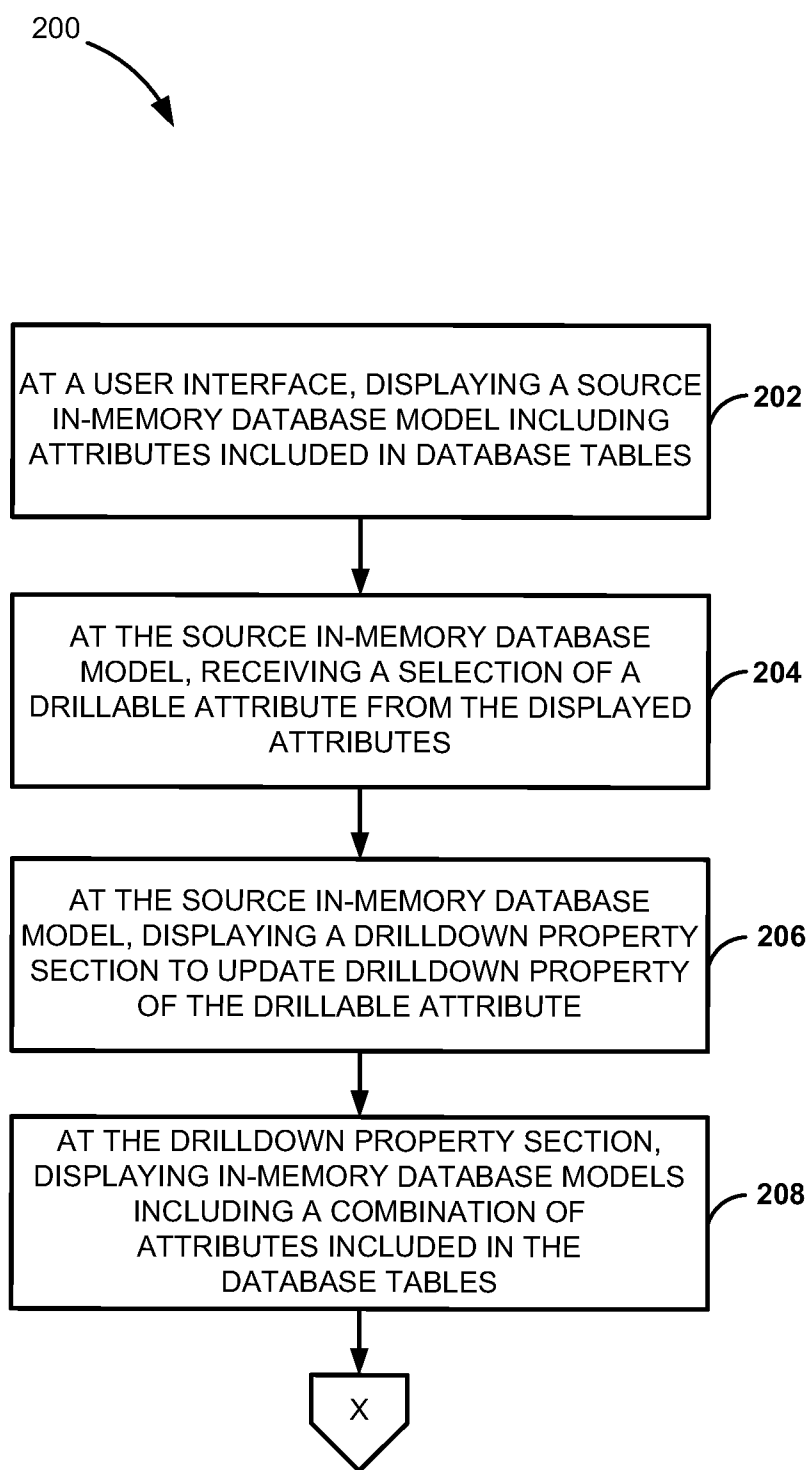 200
AT A USER INTERFACE, DISPLAYING A SOURCE
IN-MEMORY DATABASE MODEL INCLUDING
ATTRIBUTES INCLUDED IN DATABASE TABLES
202
AT THE SOURCE IN-MEMORY DATABASE
MODEL, RECEIVING A SELECTION OF A
DRILLABLE ATTRIBUTE FROM THE DISPLAYED
ATTRIBUTES
204
AT THE SOURCE IN-MEMORY DATABASE
MODEL, DISPLAYING A DRILLDOWN PROPERTY
SECTION TO UPDATE DRILLDOWN PROPERTY
OF THE DRILLABLE ATTRIBUTE
206
AT THE DRILLDOWN PROPERTY SECTION,
DISPLAYING IN-MEMORY DATABASE MODELS
INCLUDING A COMBINATION OF
ATTRIBUTES INCLUDED IN THE
DATABASE TABLES
208
X